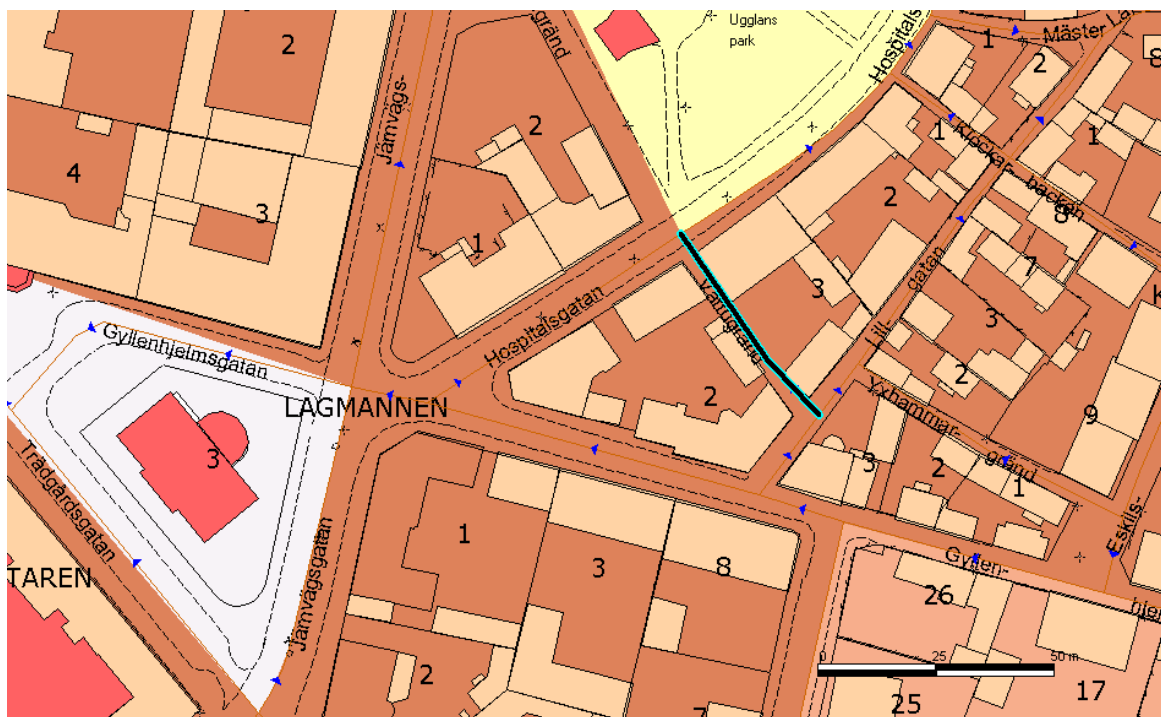 2
Järnvägs-
gränd
Ugglans
park
Hospitals
Mäster La
1
2
8
2
4
3
1
Klockar-
backen
1
1
8
2
Hospitalsgatan
Vattugränd
3
Lill-
gatan
7
3
2
Gyllenhjelmsgatan
LAGMANNEN
2
3
Yxhammar-
gränd
9
K
3
2
1
Eskils-
Trädgårdsgatan
TAREN
Järnvägsgatan
1
3
8
Gyllen-
hjel
26
2
7
0
25
50 m
25
17